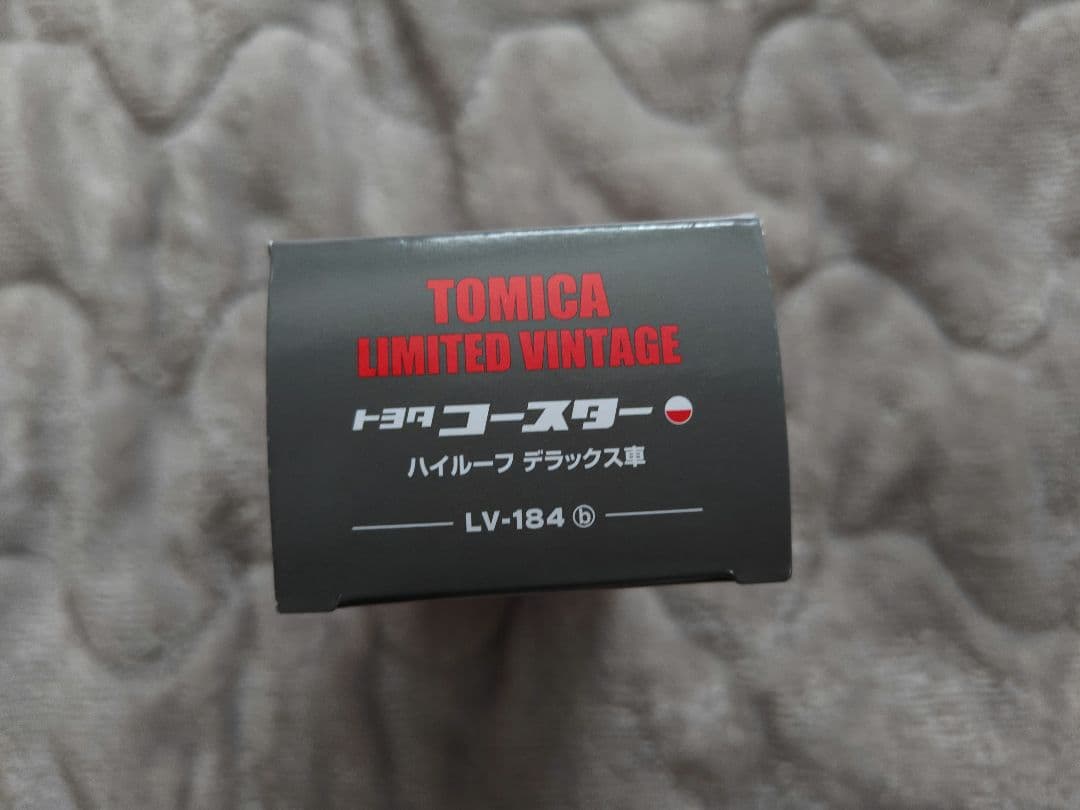 TOMICA
LIMITED VINTAGE
トヨタ コースター
ハイルーフ デラックス車
LV-184 ⓑ